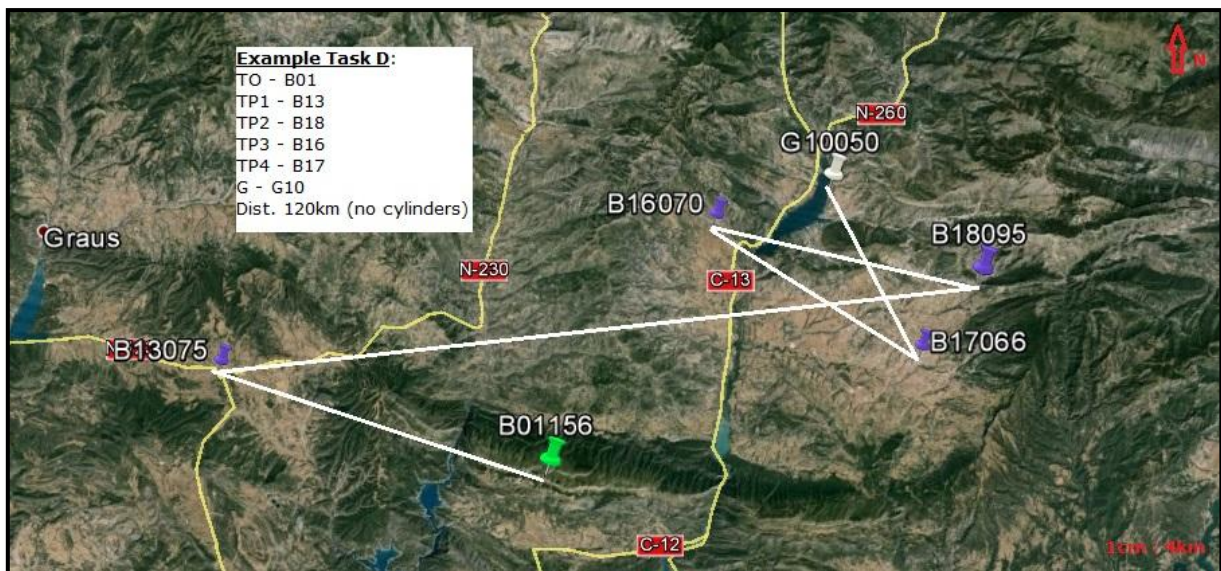 Example Task D:
TO - B01
TP1 - B13
TP2 - B18
TP3 - B16
TP4 - B17
G - G10
Dist. 120km (no cylinders)
N
N-260
G10050
B16070
Graus
B18095
N-230
C-13
B13075
B17066
B01156
C-12
1cm : 4km